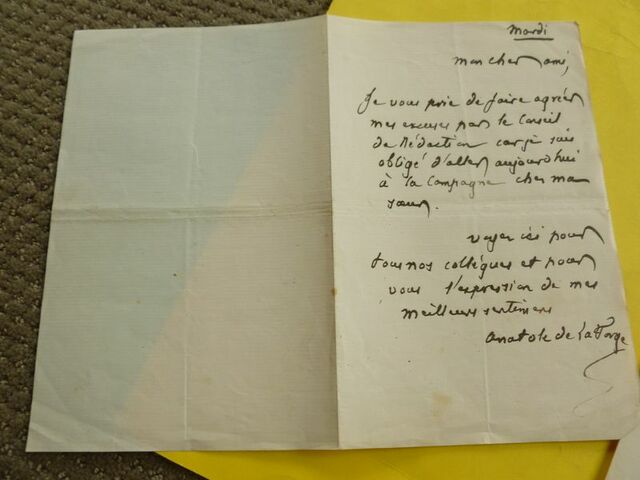 Mardi
Mon cher ami,
Je vous prie de faire agréer
mes excuses par le Conseil
de Rédaction car je suis
obligé d'aller aujourd'hui
à la Campagne chez ma
sœur.
voyez ici pour
tous nos collègues et pour
vous l'expression de mes
meilleurs sentimens
Anatole de La Forge